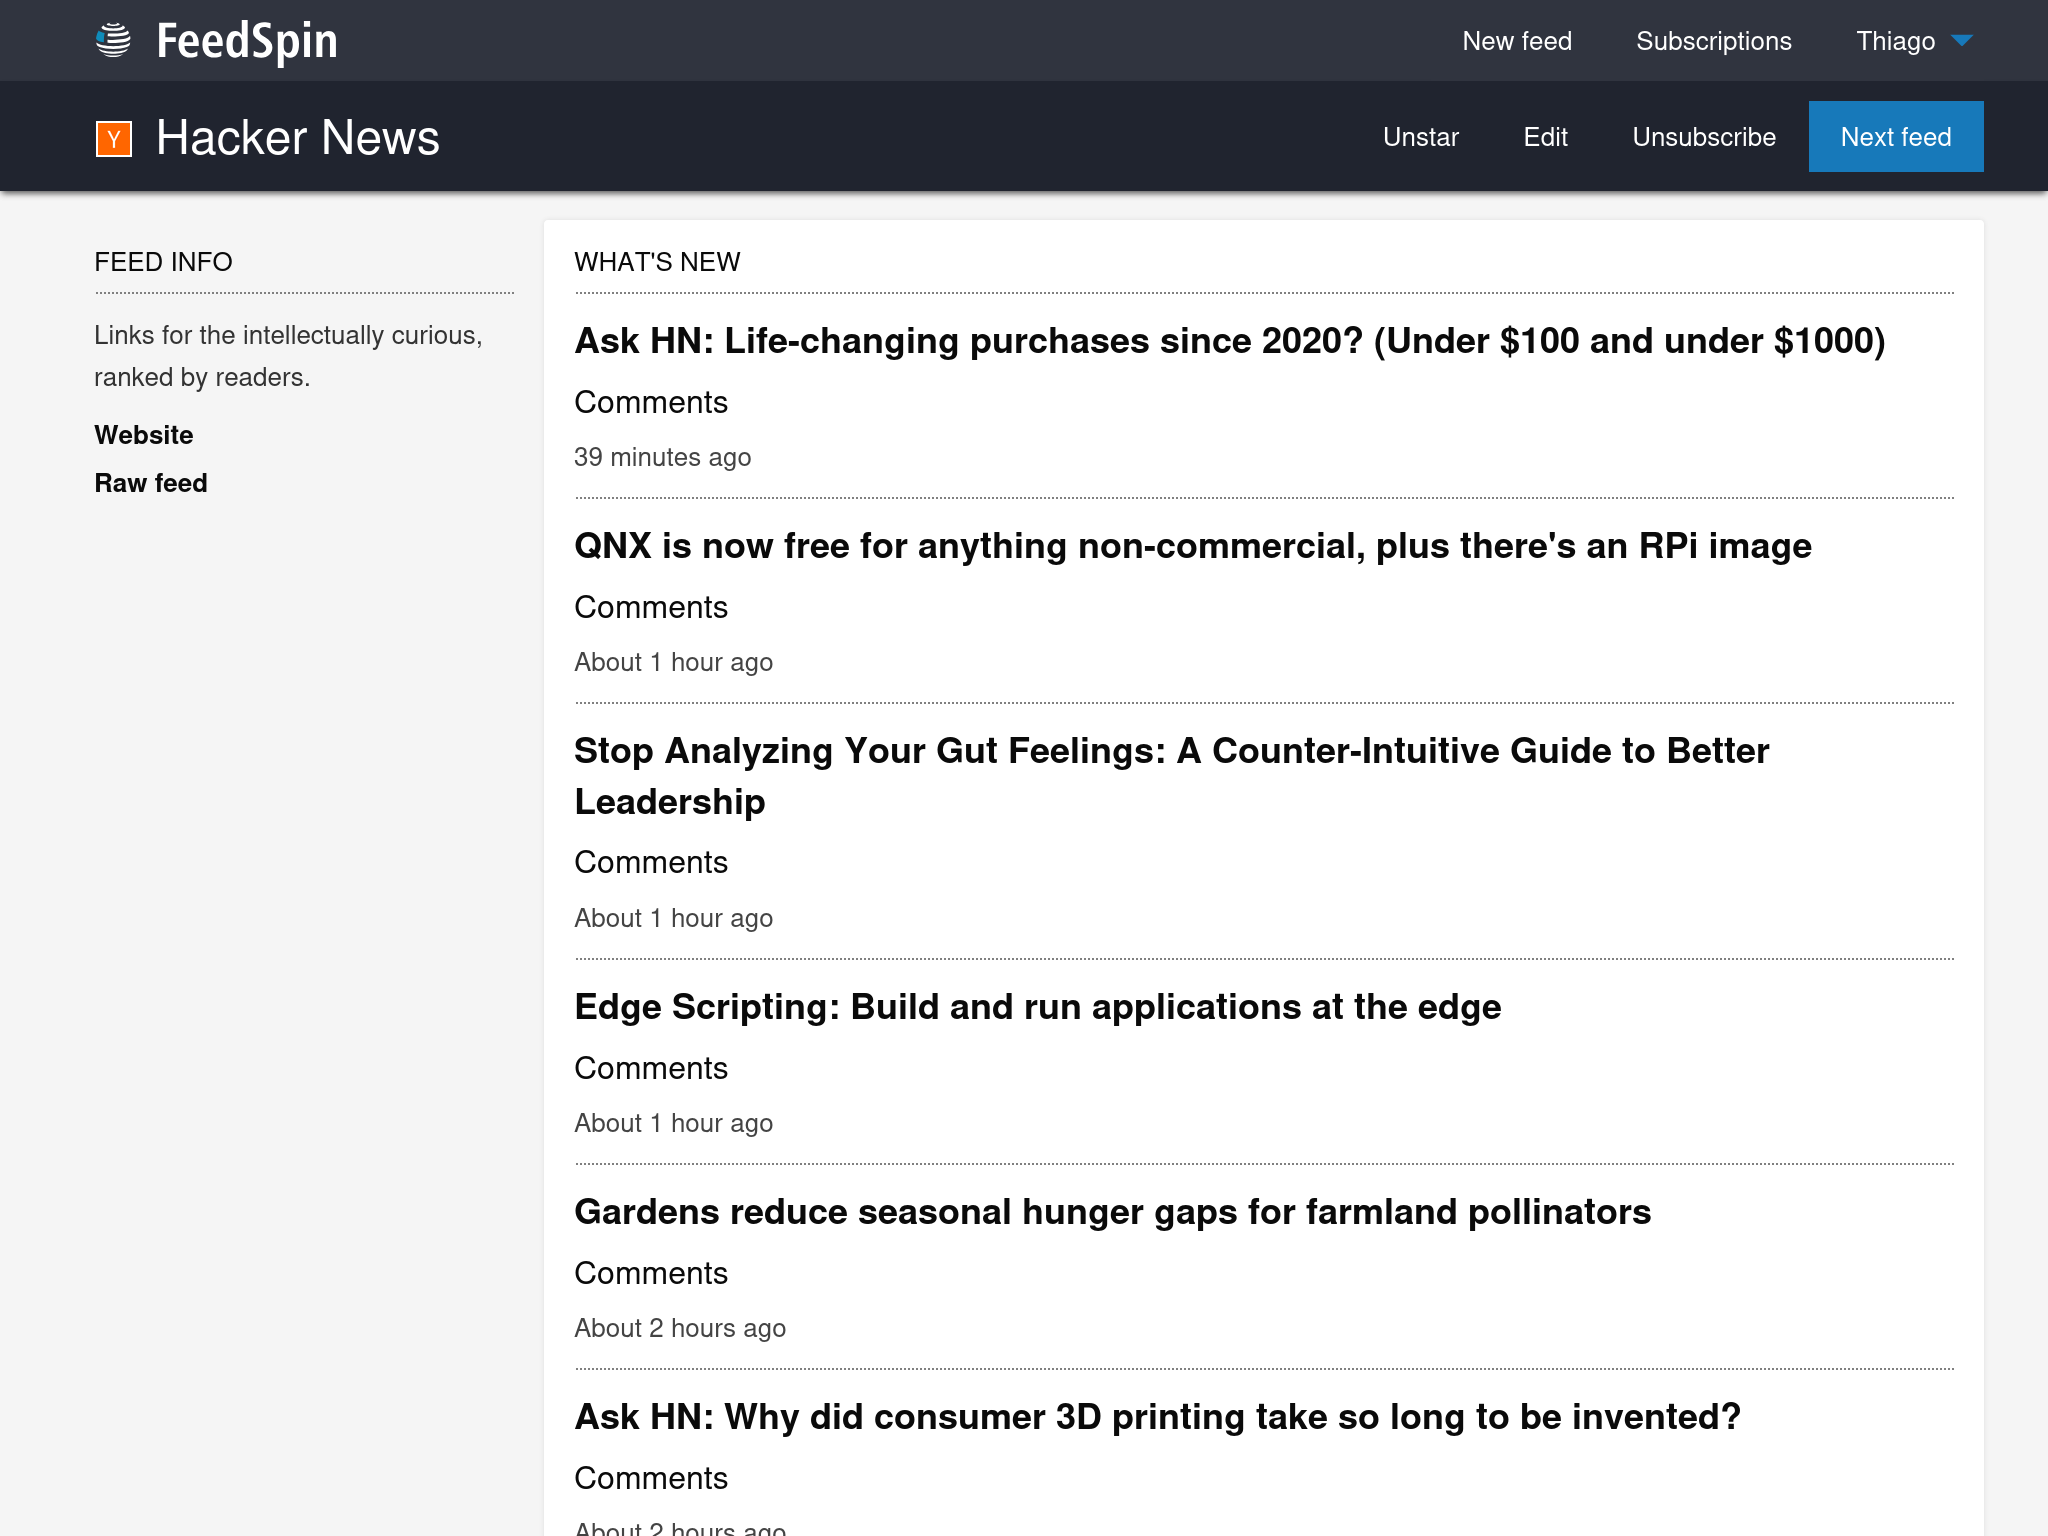 FeedSpin
New feed
Subscriptions
Thiago
Y
Hacker News
Unstar
Edit
Unsubscribe
Next feed
FEED INFO
Links for the intellectually curious,
ranked by readers.
Website
Raw feed
WHAT'S NEW
Ask HN: Life-changing purchases since 2020? (Under $100 and under $1000)
Comments
39 minutes ago
QNX is now free for anything non-commercial, plus there's an RPi image
Comments
About 1 hour ago
Stop Analyzing Your Gut Feelings: A Counter-Intuitive Guide to Better
Leadership
Comments
About 1 hour ago
Edge Scripting: Build and run applications at the edge
Comments
About 1 hour ago
Gardens reduce seasonal hunger gaps for farmland pollinators
Comments
About 2 hours ago
Ask HN: Why did consumer 3D printing take so long to be invented?
Comments
About 2 hours ago